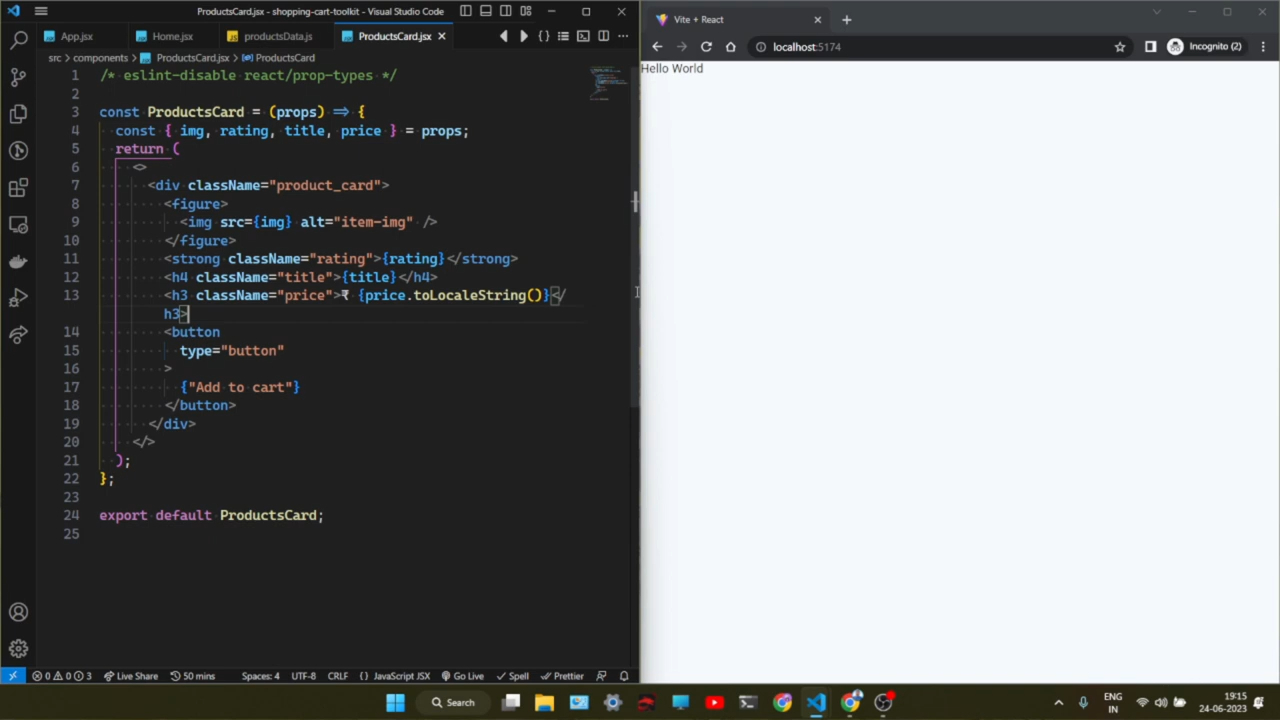 ProductsCard.jsx - shopping-cart-toolkit - Visual Studio Code
App.jsx
Home.jsx
productsData.js
ProductsCard.jsx
src > components > ProductsCard.jsx > ProductsCard
1 /* eslint-disable react/prop-types */
2
3 const ProductsCard = (props) => {
4 const { img, rating, title, price } = props;
5 return (
6 <>
7 <div className="product_card">
8 <figure>
9 <img src={img} alt="item-img" />
10 </figure>
11 <strong className="rating">{rating}</strong>
12 <h4 className="title">{title}</h4>
13 <h3 className="price">₹ {price.toLocaleString()}</
h3>
14 <button
15 type="button"
16 >
17 {"Add to cart"}
18 </button>
19 </div>
20 </>
21 );
22 };
23
24 export default ProductsCard;
25
0 0 3 Live Share 50 mins Spaces: 4 UTF-8 CRLF {} JavaScript JSX Go Live Spell Prettier
Vite + React
localhost:5174
Incognito (2)
Hello World
Search
ENG
IN
19:15
24-06-2023